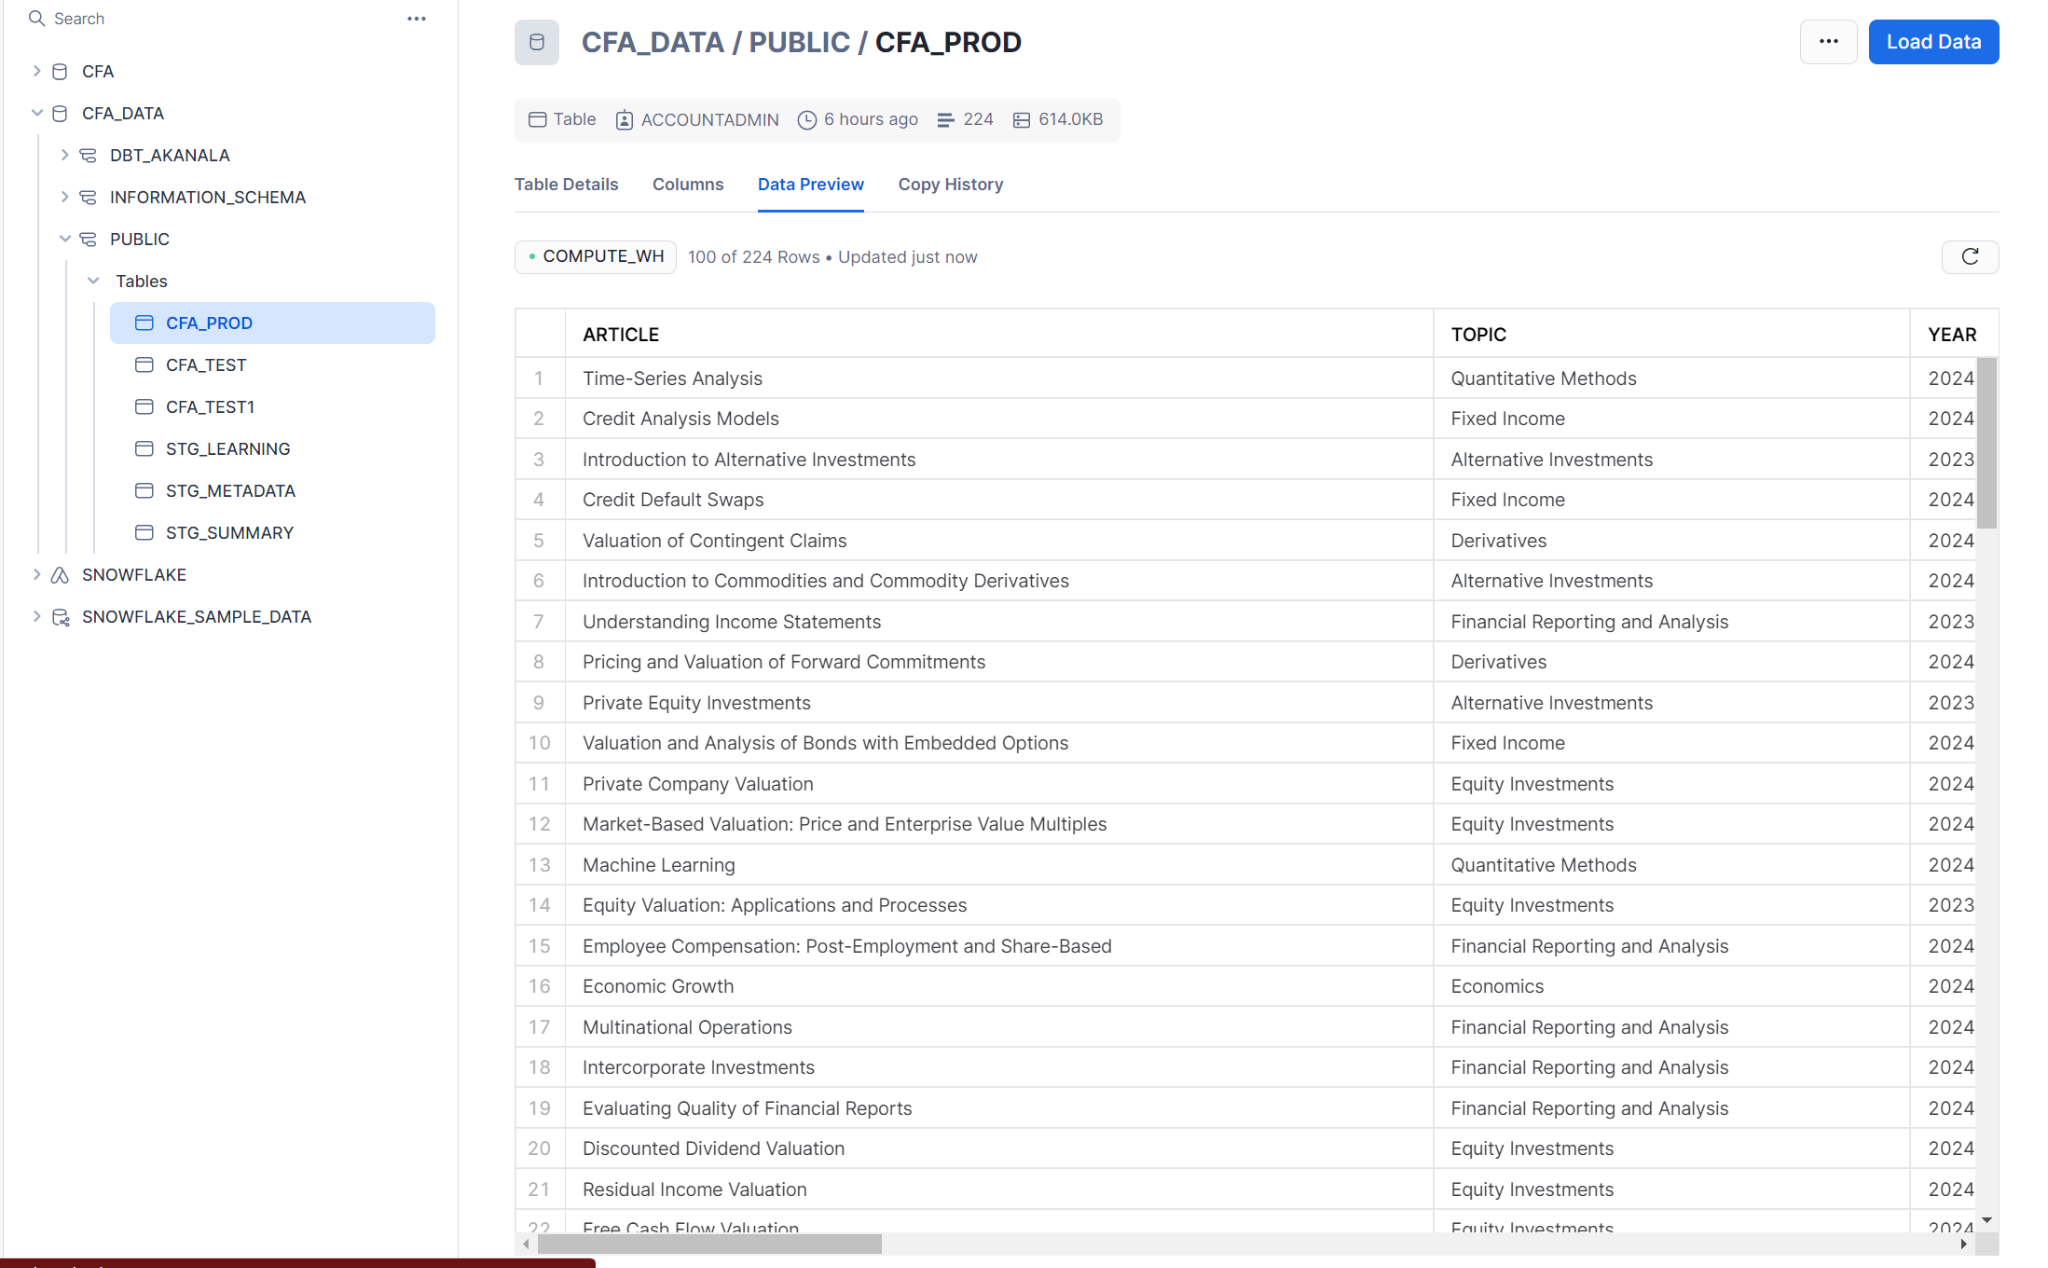 Search
CFA
CFA_DATA
DBT_AKANALA
INFORMATION_SCHEMA
PUBLIC
Tables
CFA_PROD
CFA_TEST
CFA_TEST1
STG_LEARNING
STG_METADATA
STG_SUMMARY
SNOWFLAKE
SNOWFLAKE_SAMPLE_DATA
CFA_DATA / PUBLIC / CFA_PROD
Load Data
Table ACCOUNTADMIN 6 hours ago 224 614.0KB
Table Details Columns Data Preview Copy History
COMPUTE_WH 100 of 224 Rows • Updated just now
ARTICLE TOPIC YEAR
1 Time-Series Analysis Quantitative Methods 2024
2 Credit Analysis Models Fixed Income 2024
3 Introduction to Alternative Investments Alternative Investments 2023
4 Credit Default Swaps Fixed Income 2024
5 Valuation of Contingent Claims Derivatives 2024
6 Introduction to Commodities and Commodity Derivatives Alternative Investments 2024
7 Understanding Income Statements Financial Reporting and Analysis 2023
8 Pricing and Valuation of Forward Commitments Derivatives 2024
9 Private Equity Investments Alternative Investments 2023
10 Valuation and Analysis of Bonds with Embedded Options Fixed Income 2024
11 Private Company Valuation Equity Investments 2024
12 Market-Based Valuation: Price and Enterprise Value Multiples Equity Investments 2024
13 Machine Learning Quantitative Methods 2024
14 Equity Valuation: Applications and Processes Equity Investments 2023
15 Employee Compensation: Post-Employment and Share-Based Financial Reporting and Analysis 2024
16 Economic Growth Economics 2024
17 Multinational Operations Financial Reporting and Analysis 2024
18 Intercorporate Investments Financial Reporting and Analysis 2024
19 Evaluating Quality of Financial Reports Financial Reporting and Analysis 2024
20 Discounted Dividend Valuation Equity Investments 2024
21 Residual Income Valuation Equity Investments 2024
22 Free Cash Flow Valuation Equity Investments 2024